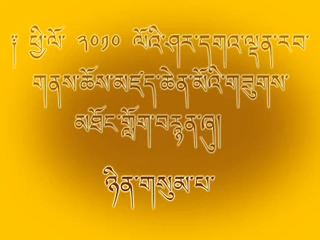 ༈ ཕྱི་ལོ་ ༢༠༡༠ ལོའི་ཤར་དགའ་ལྡན་རབ་
གནས་ཆོས་མཛད་ཆེན་མོའི་གཟུགས་
མཐོང་གློག་བརྙན་ཞུ།
ཉིན་གསུམ་པ་